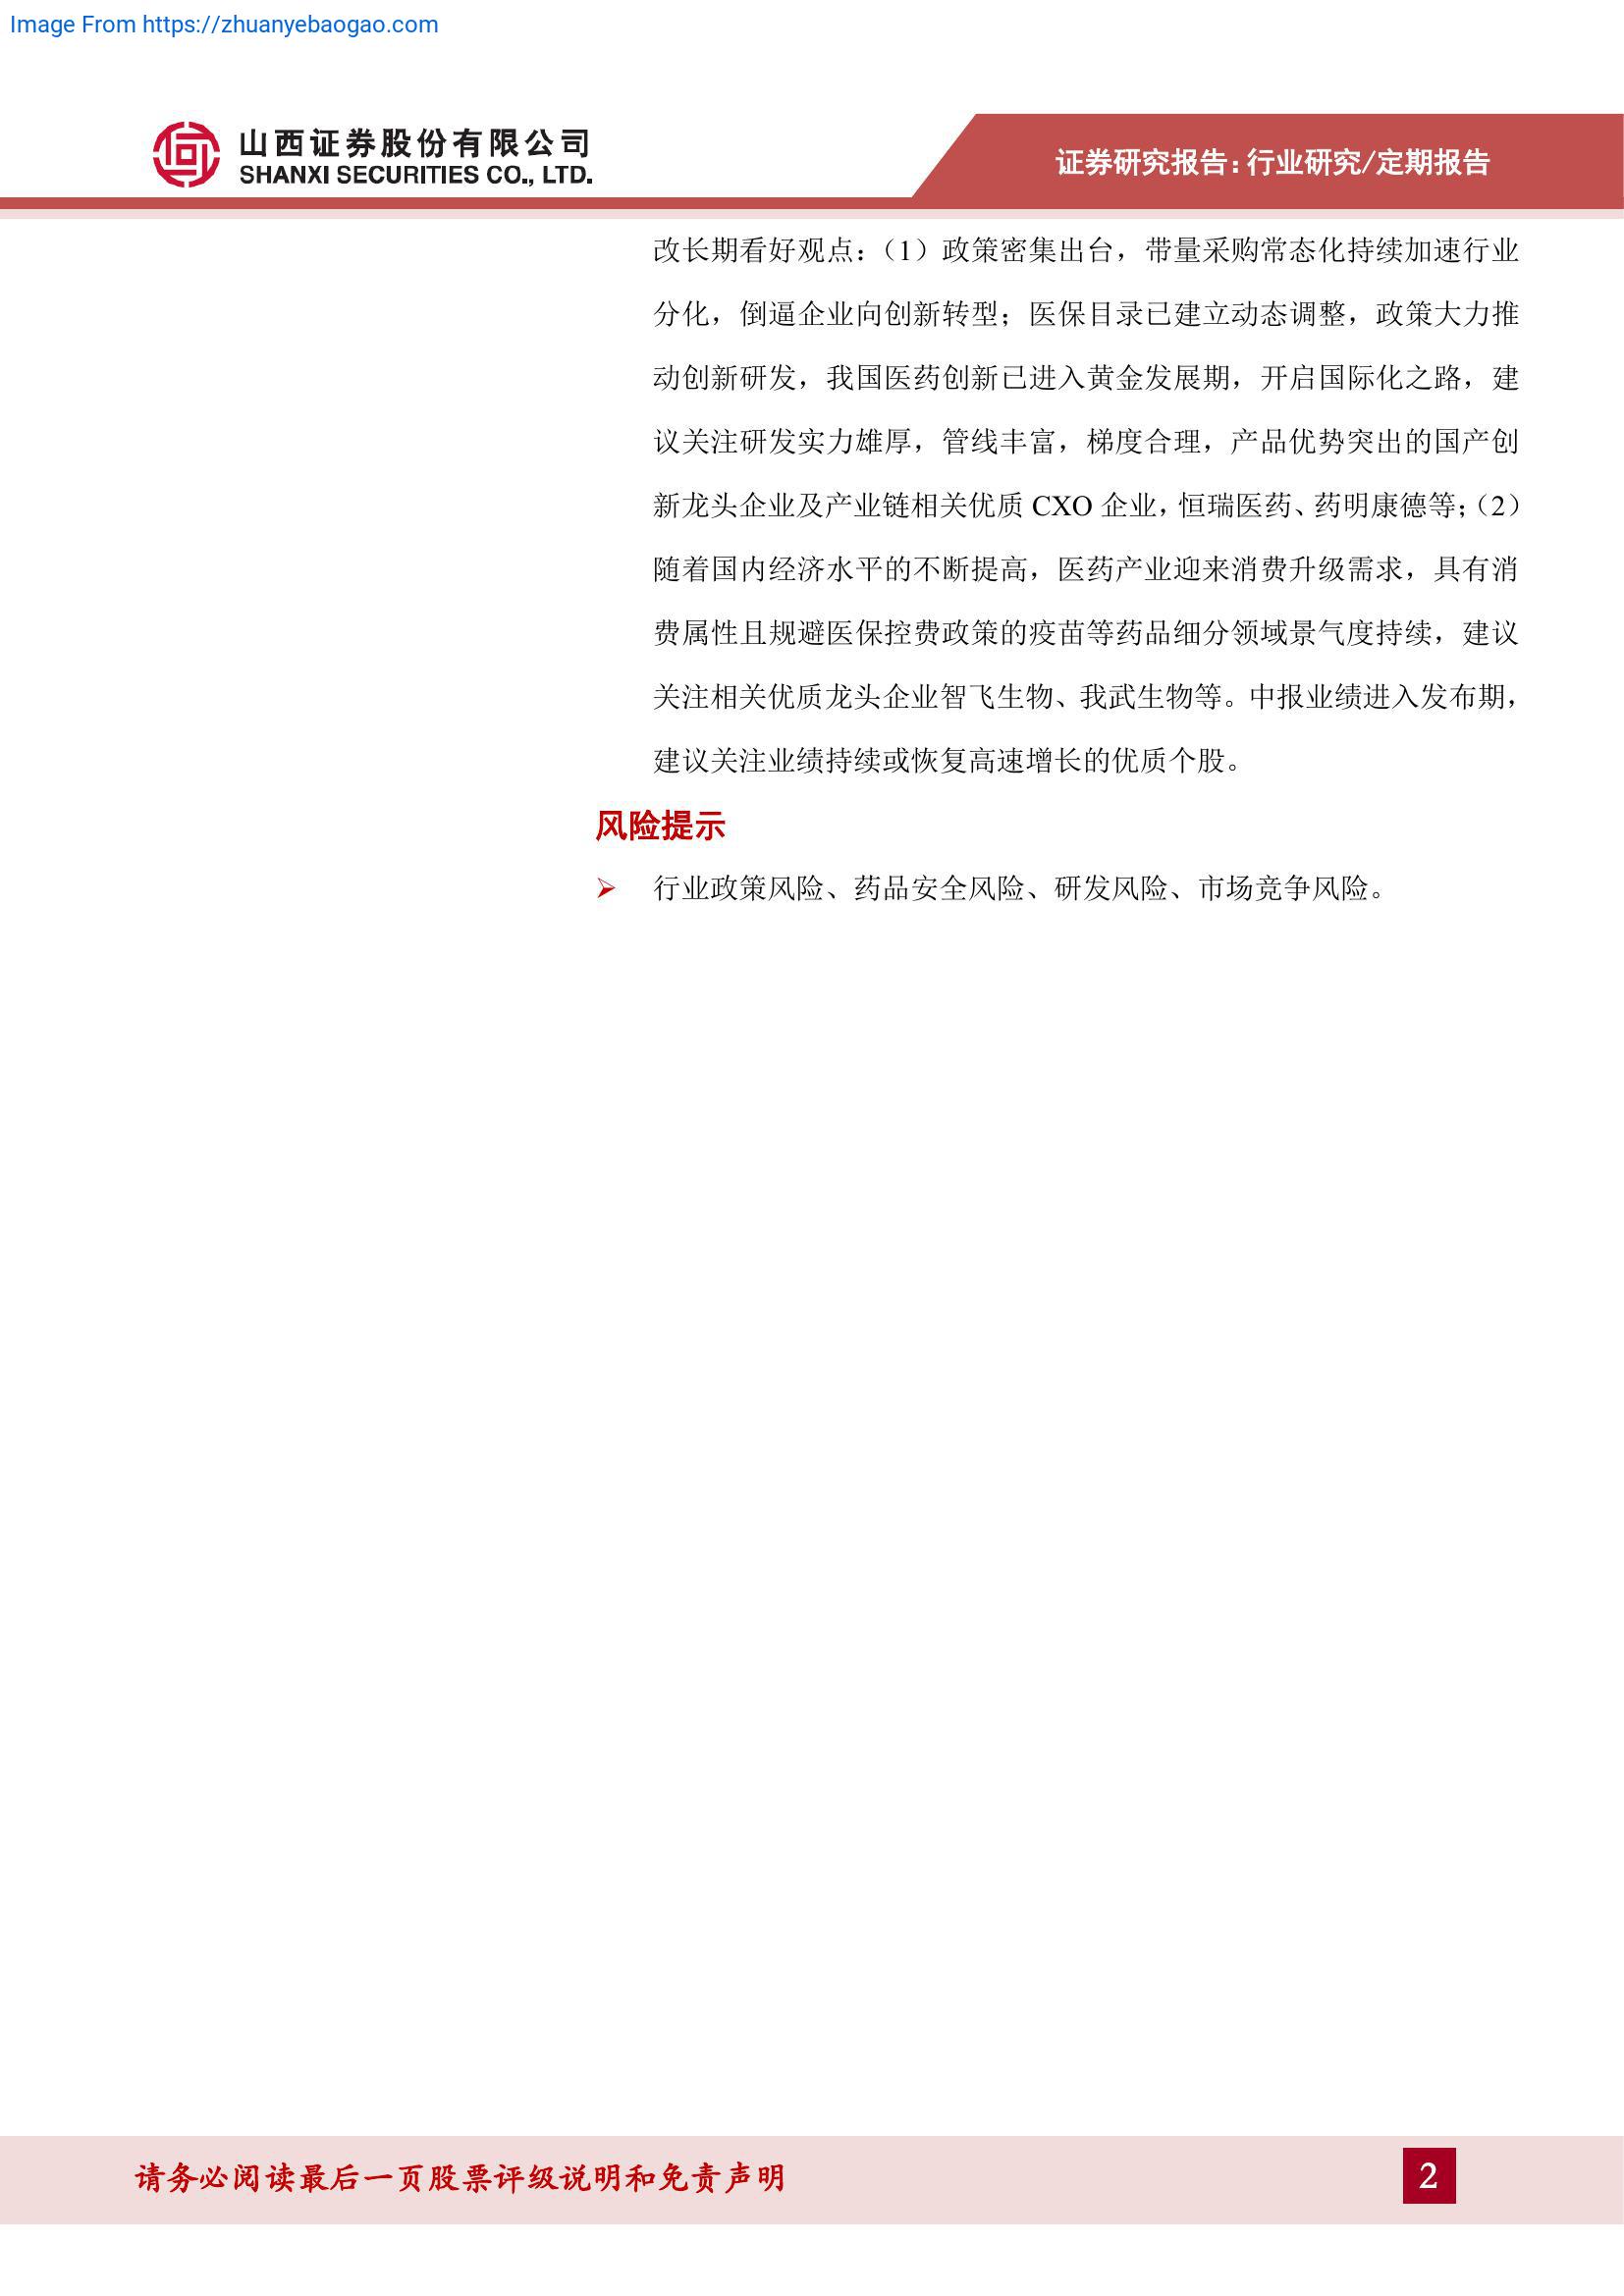 Image From https://zhuanyebaogao.com
山西证券股份有限公司
SHANXI SECURITIES CO., LTD.
证券研究报告：行业研究/定期报告
改长期看好观点：（1）政策密集出台，带量采购常态化持续加速行业
分化，倒逼企业向创新转型；医保目录已建立动态调整，政策大力推
动创新研发，我国医药创新已进入黄金发展期，开启国际化之路，建
议关注研发实力雄厚，管线丰富，梯度合理，产品优势突出的国产创
新龙头企业及产业链相关优质 CXO 企业，恒瑞医药、药明康德等；（2）
随着国内经济水平的不断提高，医药产业迎来消费升级需求，具有消
费属性且规避医保控费政策的疫苗等药品细分领域景气度持续，建议
关注相关优质龙头企业智飞生物、我武生物等。中报业绩进入发布期，
建议关注业绩持续或恢复高速增长的优质个股。
风险提示
行业政策风险、药品安全风险、研发风险、市场竞争风险。
请务必阅读最后一页股票评级说明和免责声明
2